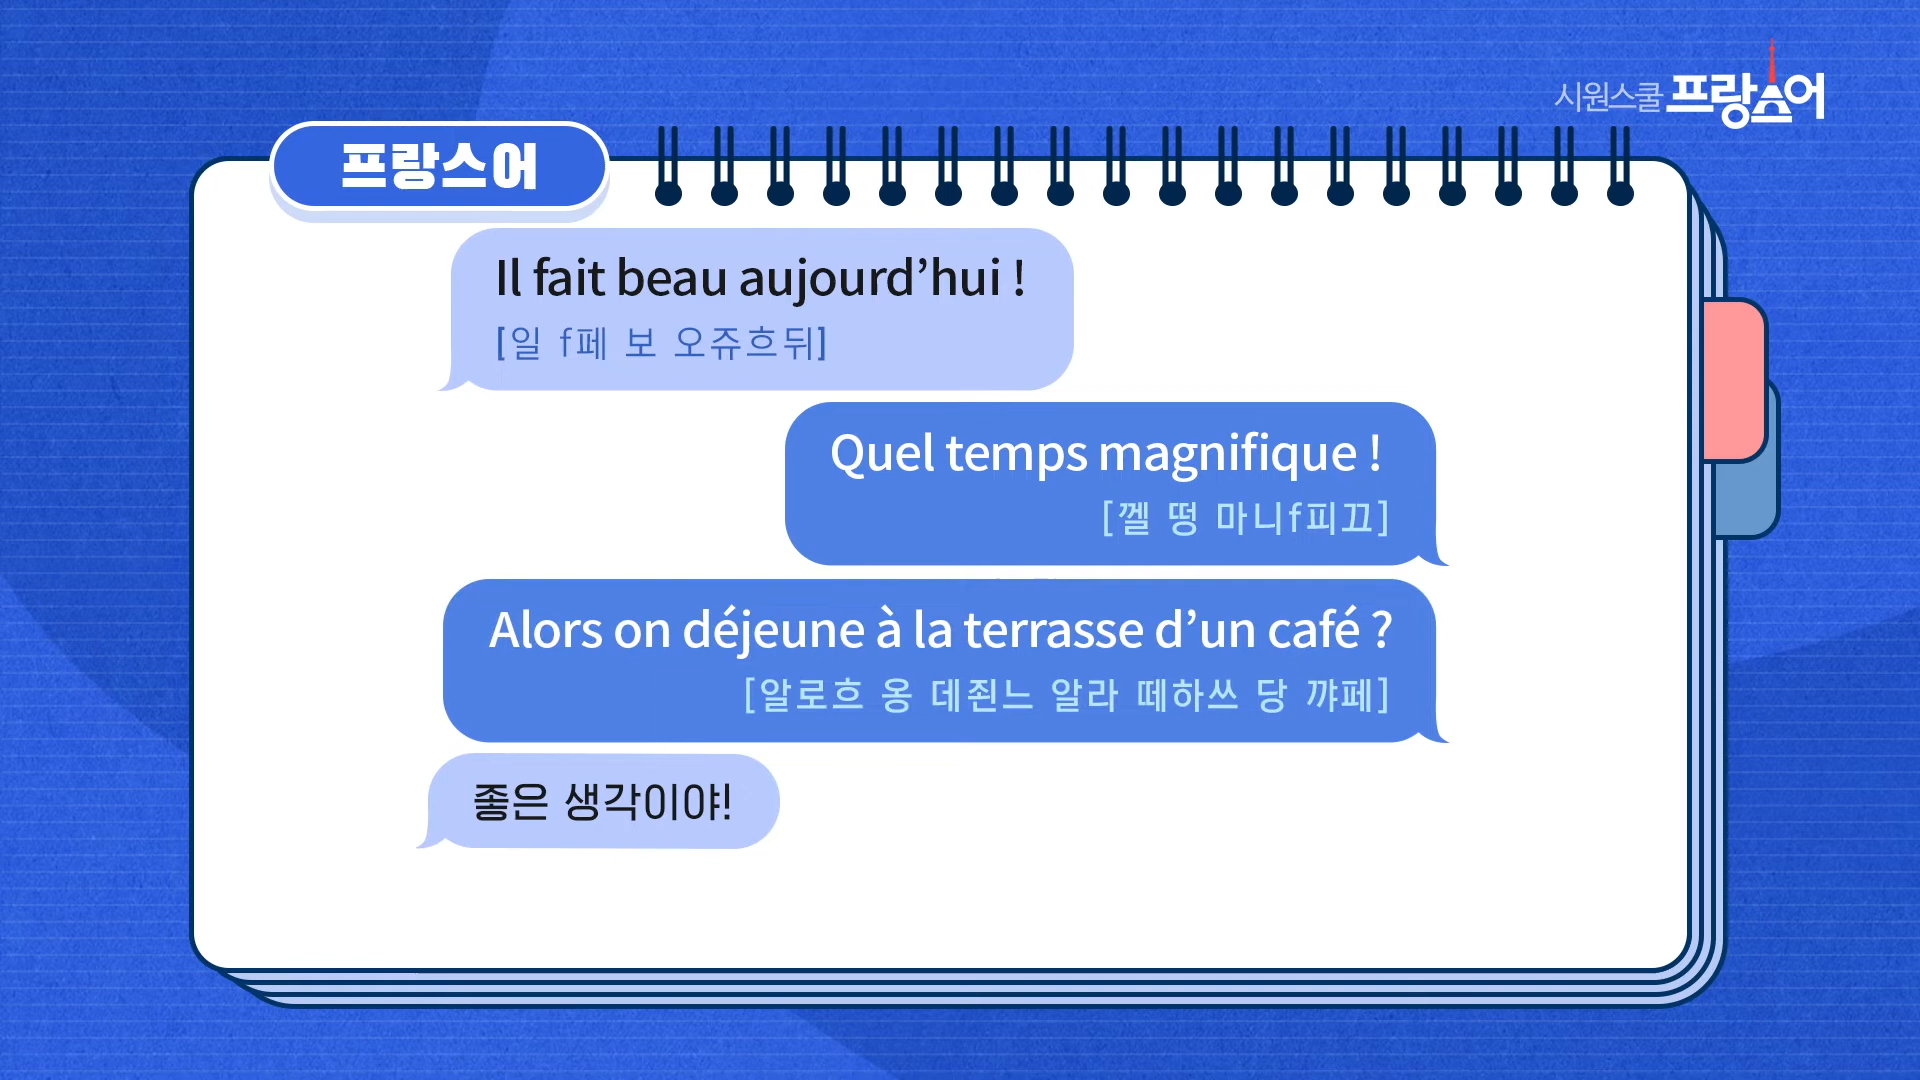 시원스쿨 프랑스어
프랑스어
Il fait beau aujourd’hui !
[일 f페 보 오쥬흐뒤]
Quel temps magnifique !
[껠 떵 마니f피끄]
Alors on déjeune à la terrasse d’un café ?
[알로흐 옹 데죈느 알라 떼하쓰 당 꺄페]
좋은 생각이야!